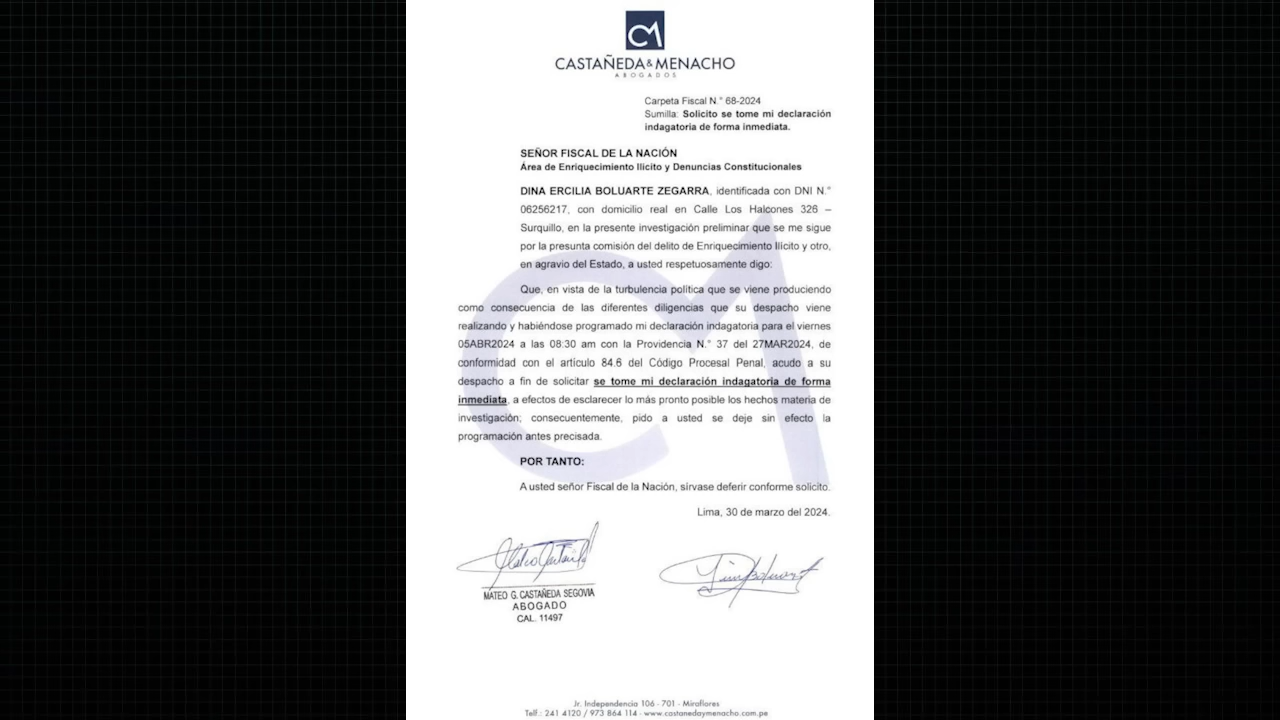 CM
CASTAÑEDA & MENACHO
ABOGADOS
Carpeta Fiscal N.° 68-2024
Sumilla: Solicito se tome mi declaración
indagatoria de forma inmediata.
SEÑOR FISCAL DE LA NACIÓN
Área de Enriquecimiento Ilícito y Denuncias Constitucionales
DINA ERCILIA BOLUARTE ZEGARRA, identificada con DNI N.°
06256217, con domicilio real en Calle Los Halcones 326 –
Surquillo, en la presente investigación preliminar que se me sigue
por la presunta comisión del delito de Enriquecimiento Ilícito y otro,
en agravio del Estado, a usted respetuosamente digo:
Que, en vista de la turbulencia política que se viene produciendo
como consecuencia de las diferentes diligencias que su despacho viene
realizando y habiéndose programado mi declaración indagatoria para el viernes
05ABR2024 a las 08:30 am con la Providencia N.° 37 del 27MAR2024, de
conformidad con el artículo 84.6 del Código Procesal Penal, acudo a su
despacho a fin de solicitar se tome mi declaración indagatoria de forma
inmediata, a efectos de esclarecer lo más pronto posible los hechos materia de
investigación; consecuentemente, pido a usted se deje sin efecto la
programación antes precisada.
POR TANTO:
A usted señor Fiscal de la Nación, sírvase deferir conforme solicito.
Lima, 30 de marzo del 2024.
MATEO G. CASTAÑEDA SEGOVIA
ABOGADO
CAL. 11497
Jr. Independencia 106 - 701 - Miraflores
Telf.: 241 4120 / 973 864 114 - www.castanedaymenacho.com.pe